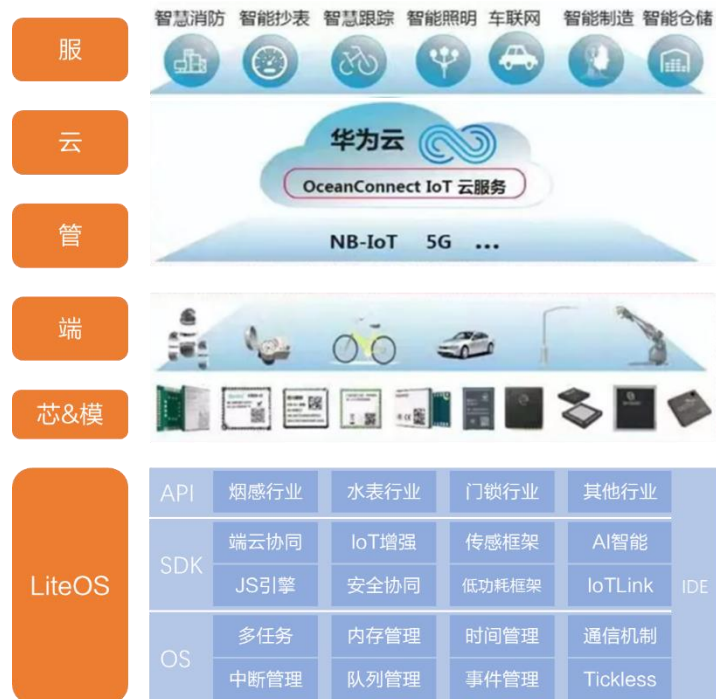 服
智慧消防 智能抄表 智慧跟踪 智能照明 车联网 智能制造 智能仓储
云
华为云
OceanConnect IoT 云服务
管
NB-IoT 5G ...
端
芯&模
LiteOS
API 烟感行业 水表行业 门锁行业 其他行业
SDK
端云协同 IoT增强 传感框架 AI智能
JS引擎 安全协同 低功耗框架 IoTLink
IDE
OS
多任务 内存管理 时间管理 通信机制
中断管理 队列管理 事件管理 Tickless